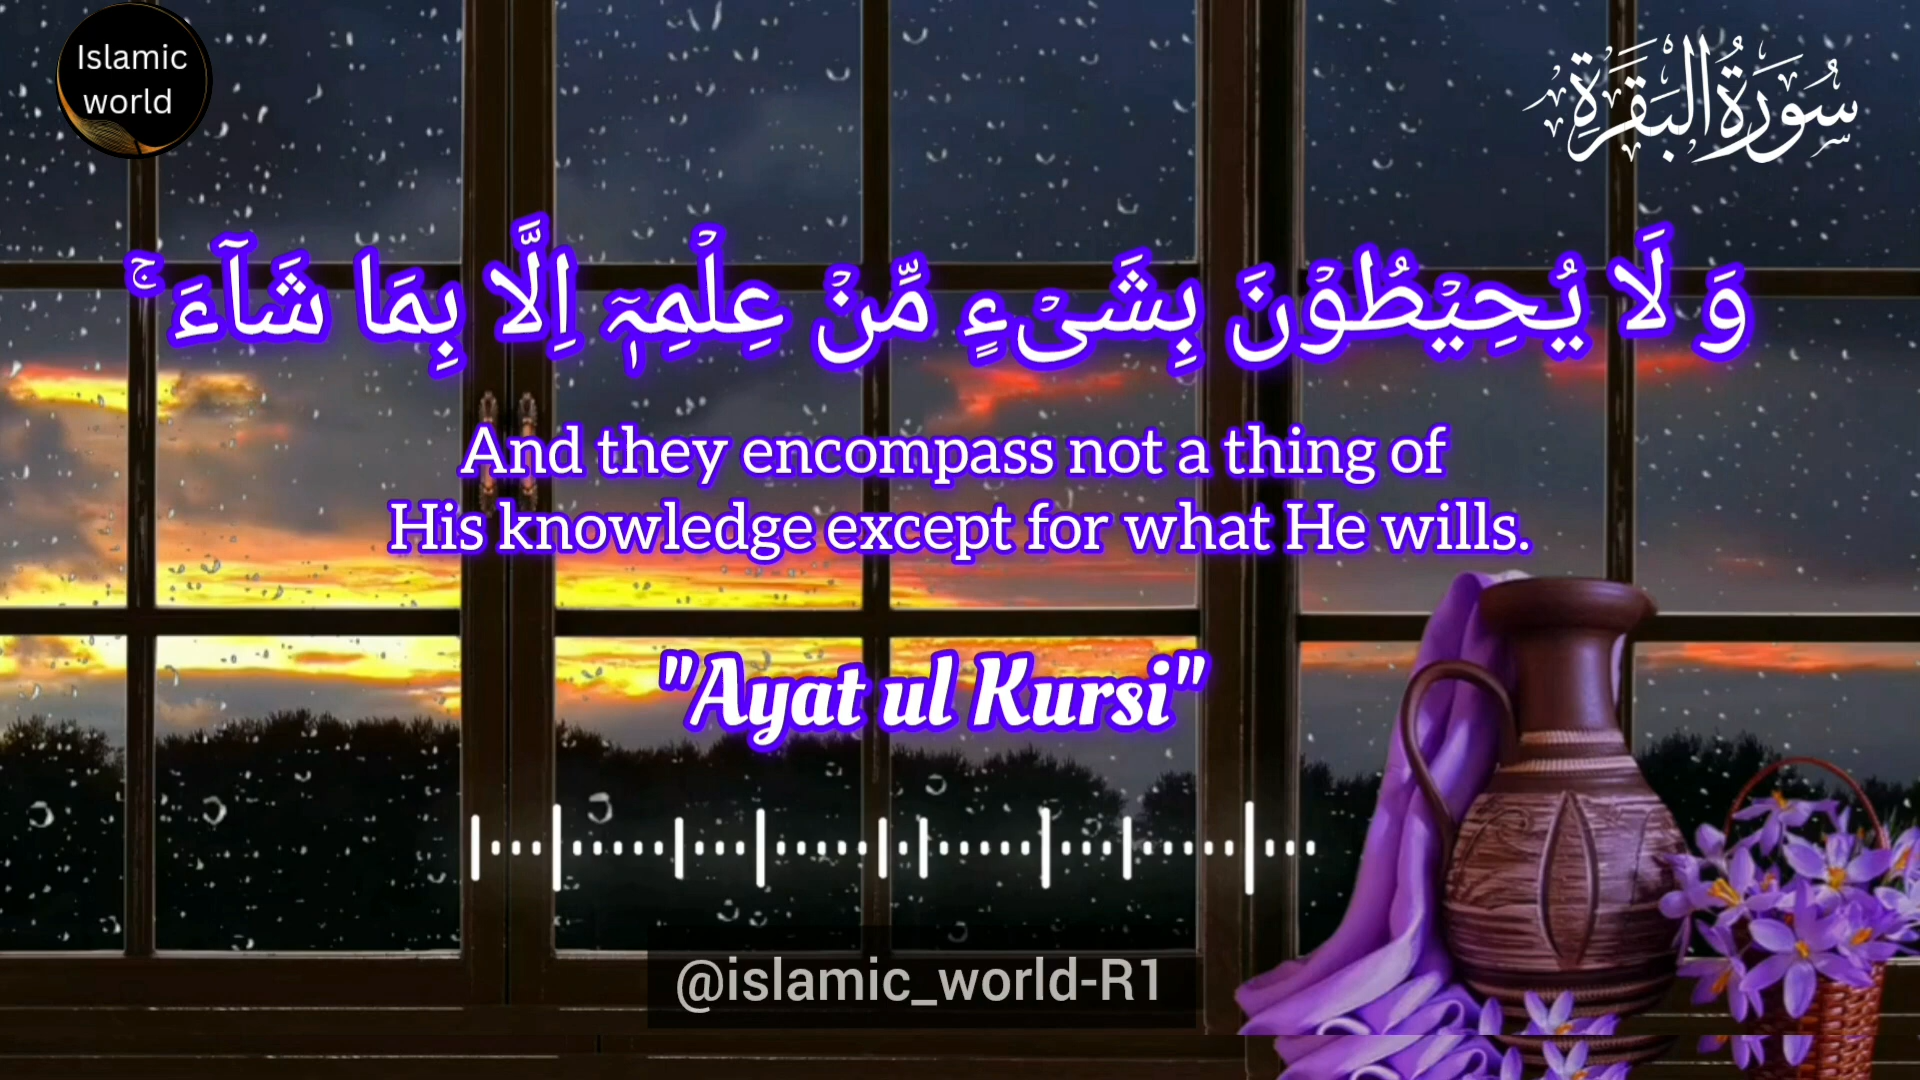 Islamic
world
سُورَةُ البَقَرَةِ
وَ لَا یُحِیۡطُوۡنَ بِشَیۡءٍ مِّنۡ عِلۡمِہٖۤ اِلَّا بِمَا شَآءَ ۚ
And they encompass not a thing of
His knowledge except for what He wills.
"Ayat ul Kursi"
@islamic_world-R1